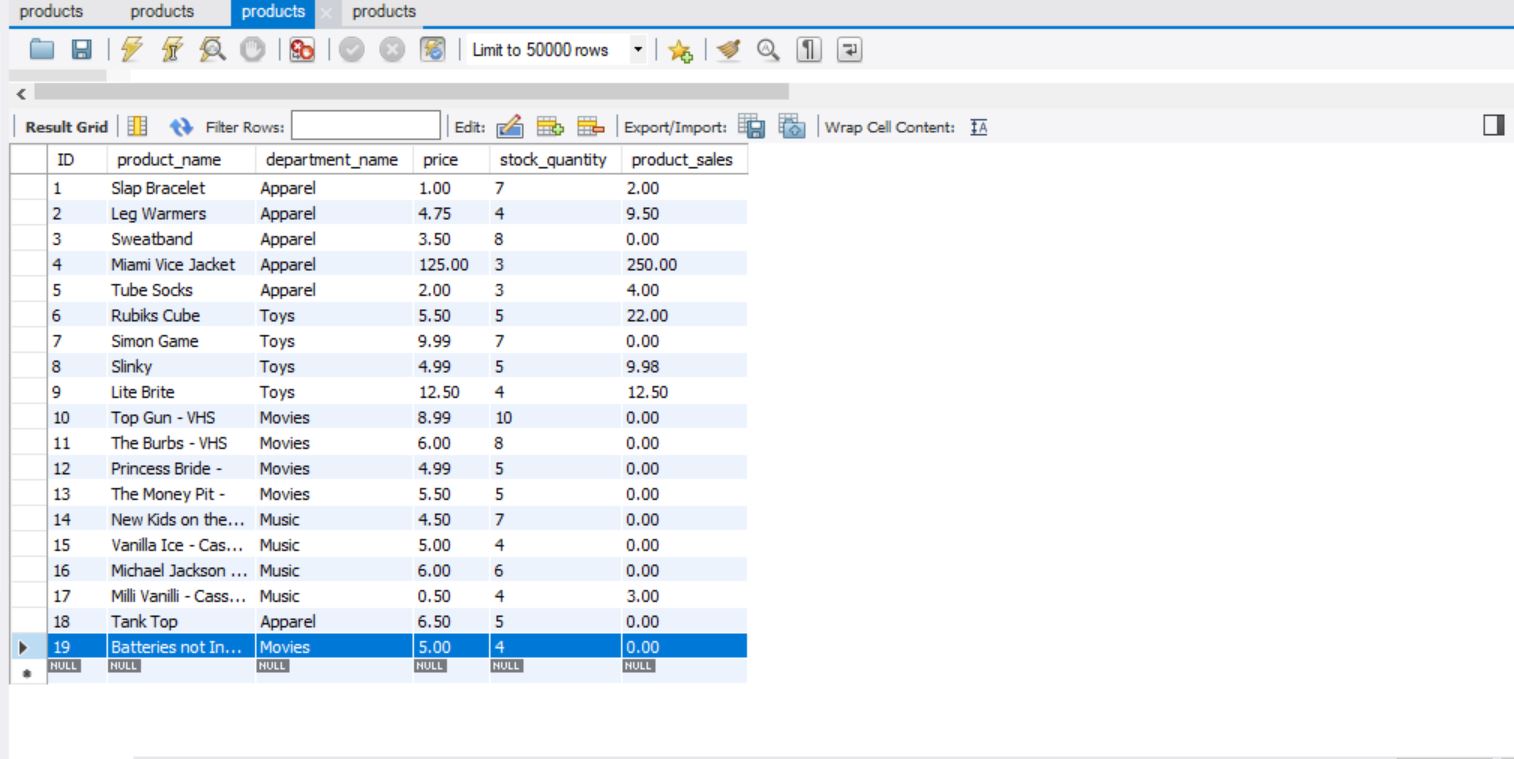 products products products products
Limit to 50000 rows
Result Grid Filter Rows: Edit: Export/Import: Wrap Cell Content:
ID product_name department_name price stock_quantity product_sales
1 Slap Bracelet Apparel 1.00 7 2.00
2 Leg Warmers Apparel 4.75 4 9.50
3 Sweatband Apparel 3.50 8 0.00
4 Miami Vice Jacket Apparel 125.00 3 250.00
5 Tube Socks Apparel 2.00 3 4.00
6 Rubiks Cube Toys 5.50 5 22.00
7 Simon Game Toys 9.99 7 0.00
8 Slinky Toys 4.99 5 9.98
9 Lite Brite Toys 12.50 4 12.50
10 Top Gun - VHS Movies 8.99 10 0.00
11 The Burbs - VHS Movies 6.00 8 0.00
12 Princess Bride - Movies 4.99 5 0.00
13 The Money Pit - Movies 5.50 5 0.00
14 New Kids on the... Music 4.50 7 0.00
15 Vanilla Ice - Cas... Music 5.00 4 0.00
16 Michael Jackson ... Music 6.00 6 0.00
17 Milli Vanilli - Cass... Music 0.50 4 3.00
18 Tank Top Apparel 6.50 5 0.00
19 Batteries not In... Movies 5.00 4 0.00
NULL NULL NULL NULL NULL NULL